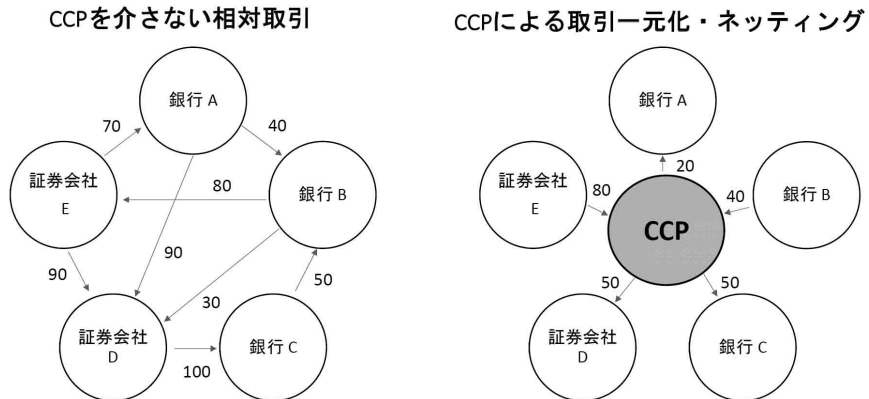 CCPを介さない相対取引
銀行 A
70
40
証券会社
E
80
銀行 B
90
90
30
50
証券会社
D
100
銀行 C
CCPによる取引一元化・ネッティング
銀行 A
20
証券会社
E
80
40
銀行 B
CCP
50
50
証券会社
D
銀行 C